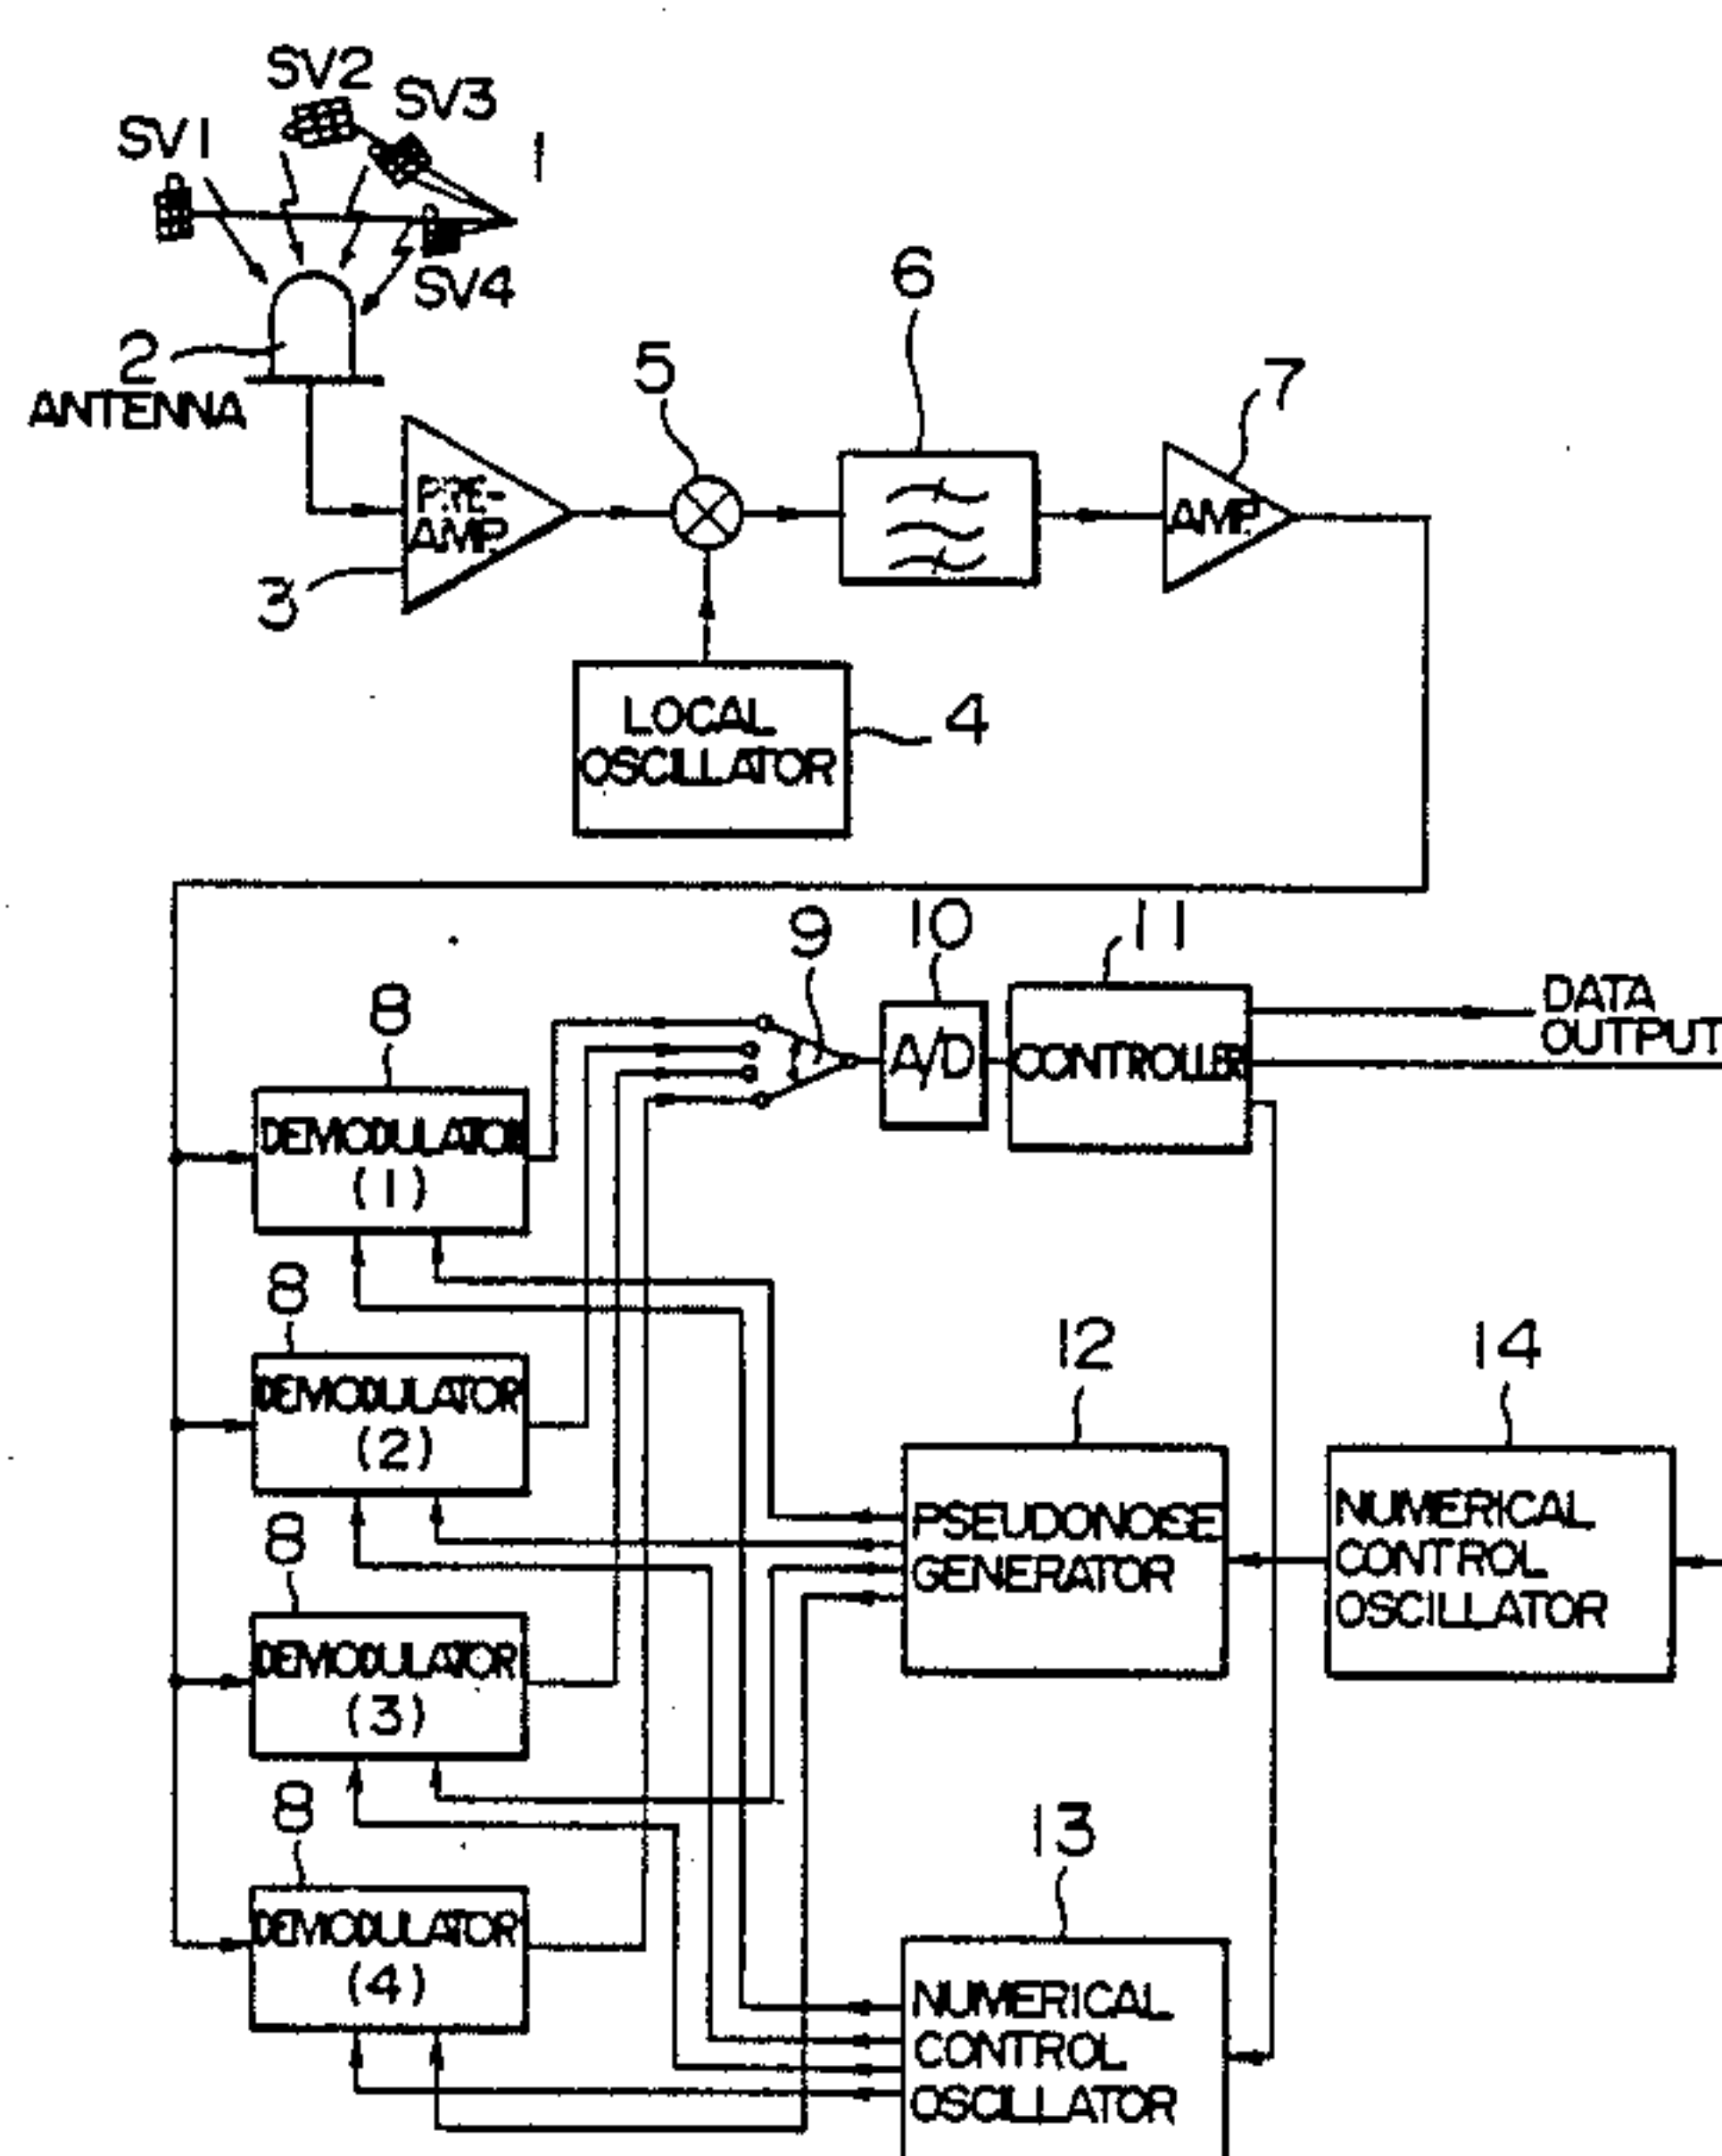 SV2
SV3
SV1
1
SV4
6
2
ANTENNA
5
7
PRE-
AMP.
AMP.
3
LOCAL
OSCILLATOR
4
9
10
11
8
DATA
OUTPUT
A/D
CONTROLLER
DEMODULATOR
(1)
8
12
14
DEMODULATOR
(2)
8
PSEUDONOISE
GENERATOR
NUMERICAL
CONTROL
OSCILLATOR
DEMODULATOR
(3)
8
13
DEMODULATOR
(4)
NUMERICAL
CONTROL
OSCILLATOR